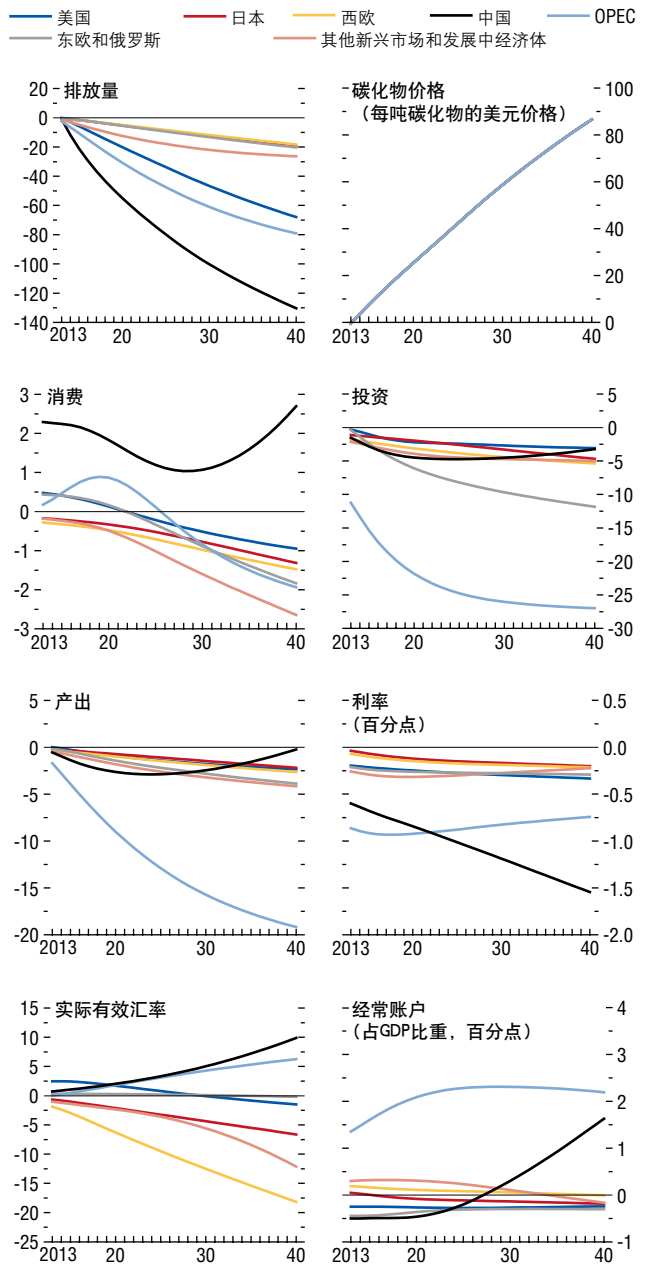 美国 日本 西欧 中国 OPEC
东欧和俄罗斯 其他新兴市场和发展中经济体
排放量
20
0
-20
-40
-60
-80
-100
-120
-140
2013 20 30 40
碳化物价格
（每吨碳化物的美元价格）
100
80
60
40
20
0
2013 20 30 40
消费
3
2
1
0
-1
-2
-3
2013 20 30 40
投资
5
0
-5
-10
-15
-20
-25
-30
2013 20 30 40
产出
5
0
-5
-10
-15
-20
2013 20 30 40
利率
（百分点）
0.5
0.0
-0.5
-1.0
-1.5
-2.0
2013 20 30 40
实际有效汇率
15
10
5
0
-5
-10
-15
-20
-25
2013 20 30 40
经常账户
（占GDP比重，百分点）
4
3
2
1
0
-1
2013 20 30 40